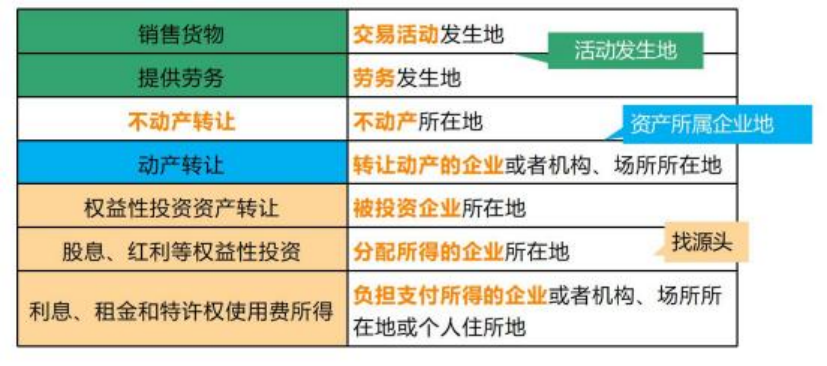 销售货物
交易活动发生地
活动发生地
提供劳务
劳务发生地
不动产转让
不动产所在地
资产所属企业地
动产转让
转让动产的企业或者机构、场所所在地
权益性投资资产转让
被投资企业所在地
股息、红利等权益性投资
分配所得的企业所在地
找源头
利息、租金和特许权使用费所得
负担支付所得的企业或者机构、场所所
在地或个人住所地